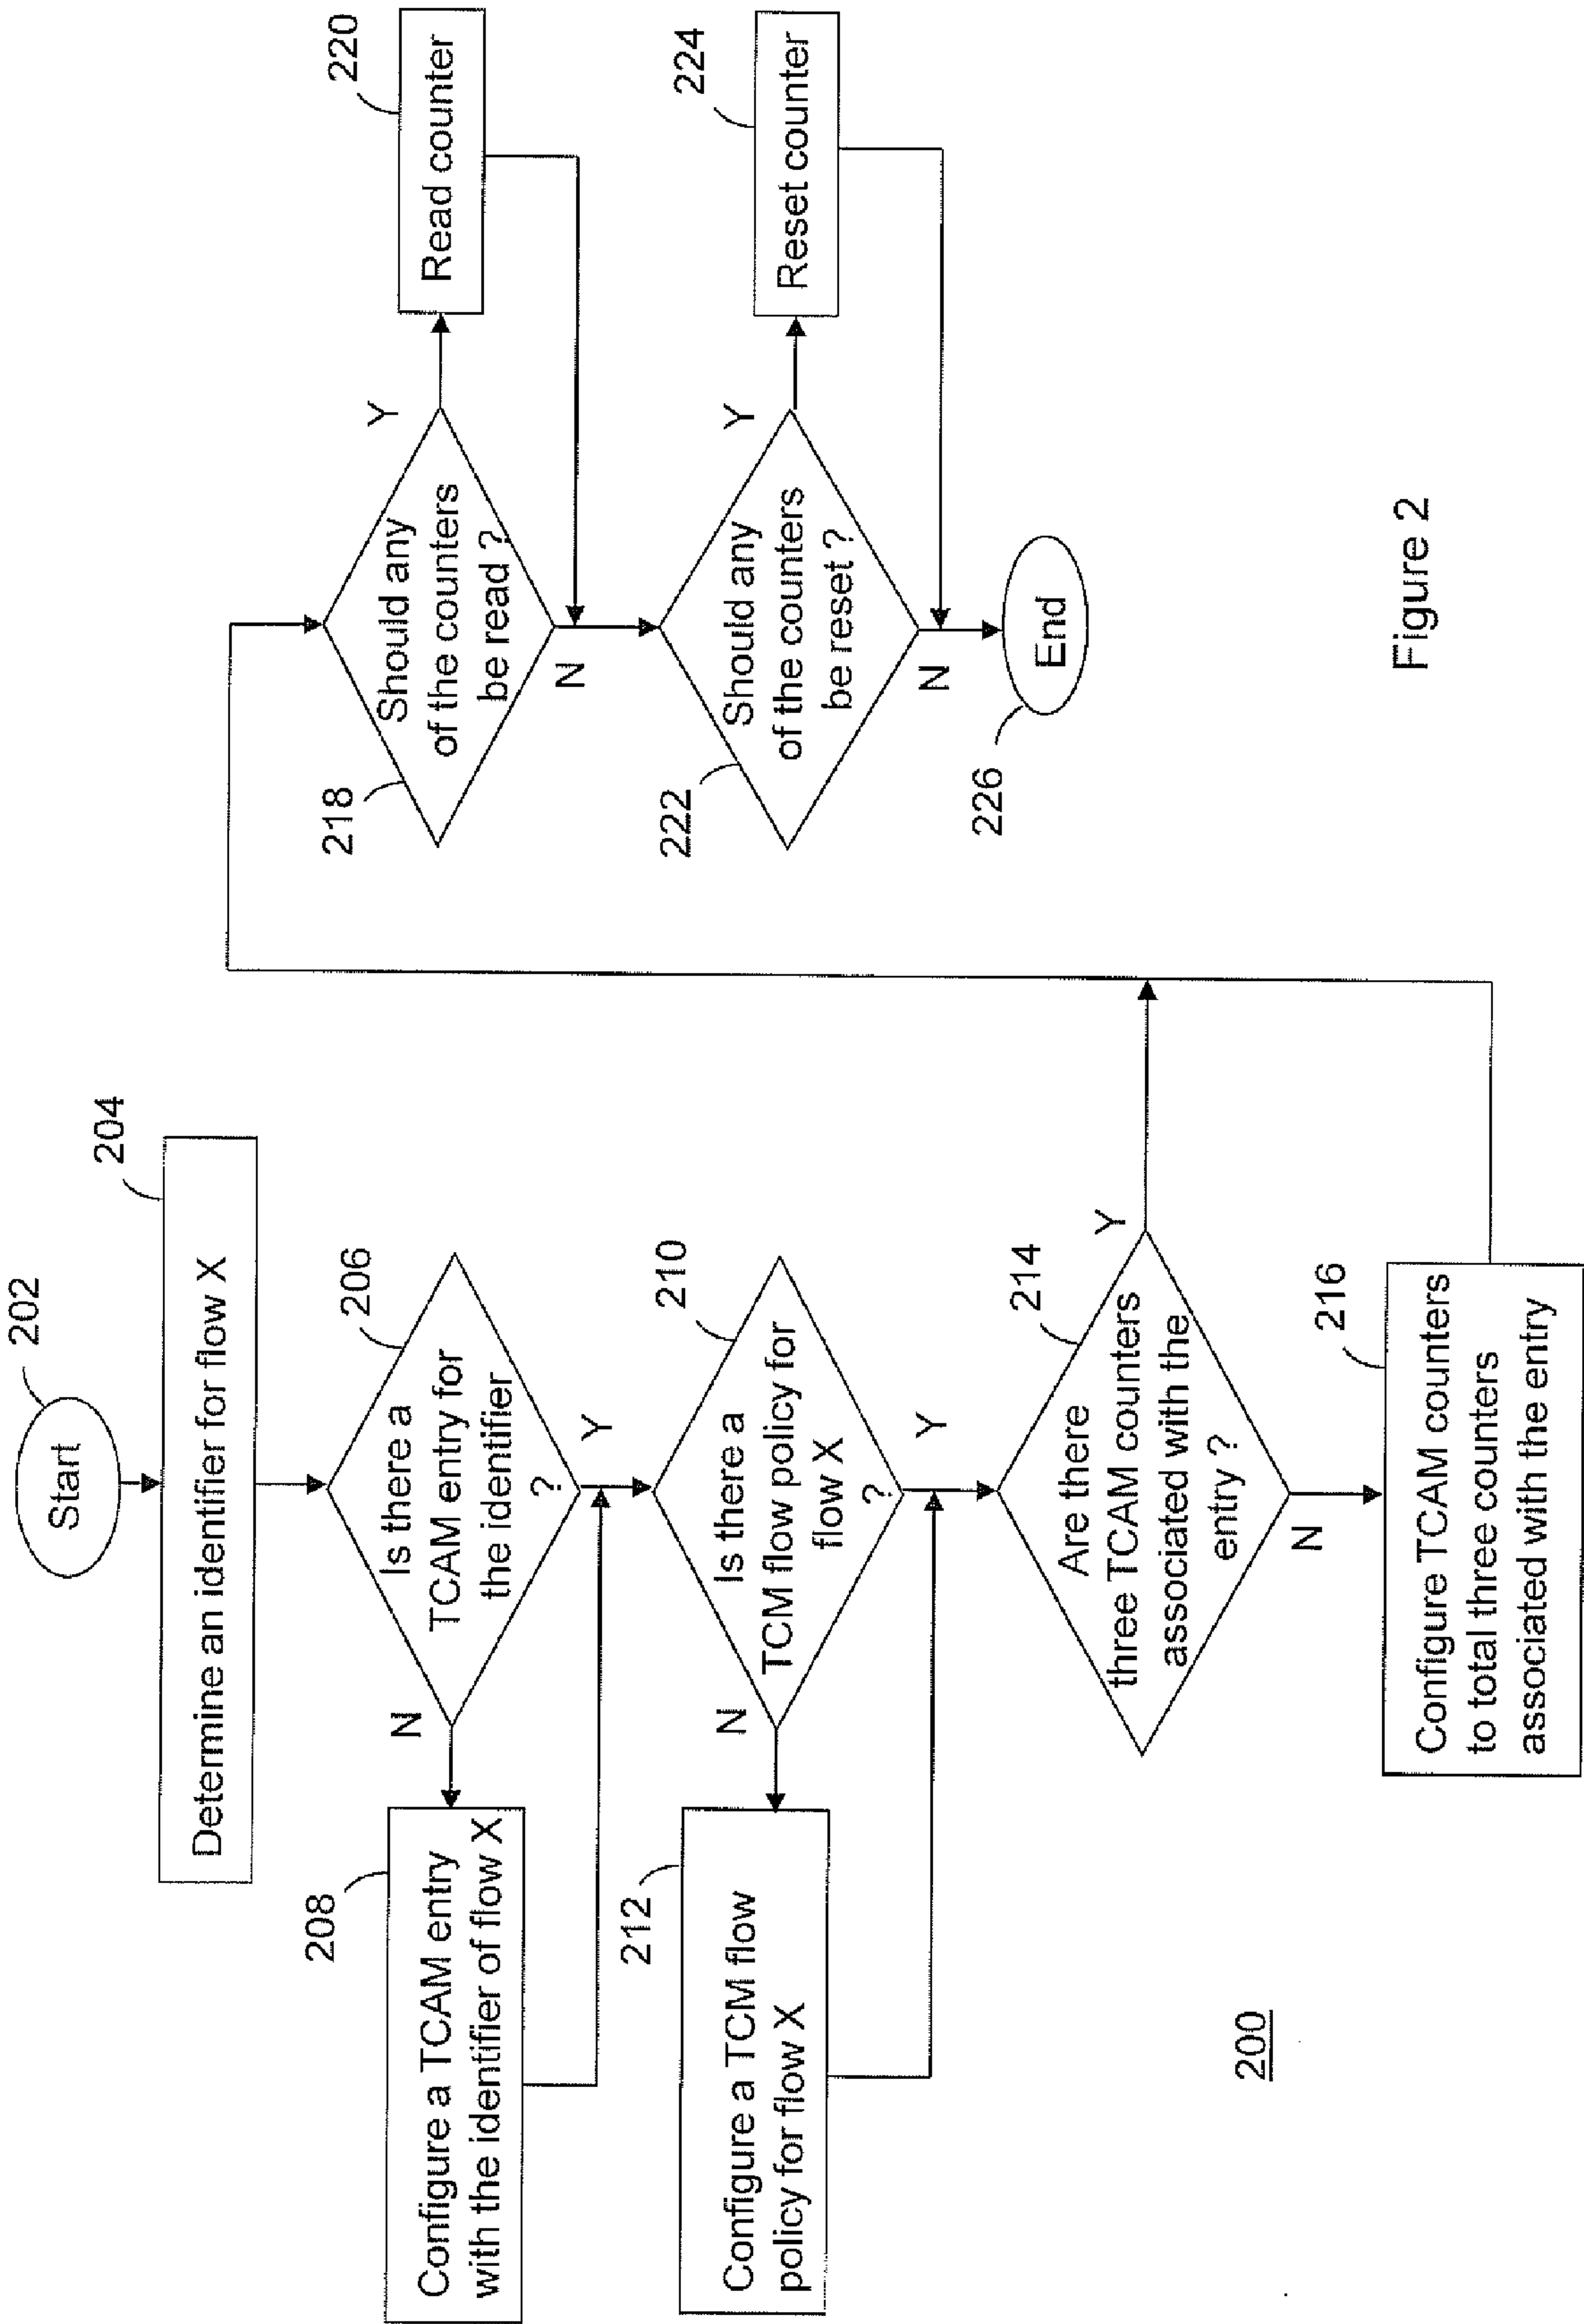 202
Start
204
Determine an identifier for flow X
206
Is there a
TCAM entry for
the identifier
?
N
Y
208
Configure a TCAM entry
with the identifier of flow X
210
Is there a
TCM flow policy for
flow X
?
N
Y
212
Configure a TCM flow
policy for flow X
214
Are there
three TCAM counters
associated with the
entry ?
Y
N
216
Configure TCAM counters
to total three counters
associated with the entry
218
Should any
of the counters
be read ?
Y
N
220
Read counter
222
Should any
of the counters
be reset ?
Y
N
224
Reset counter
226
End
200
Figure 2